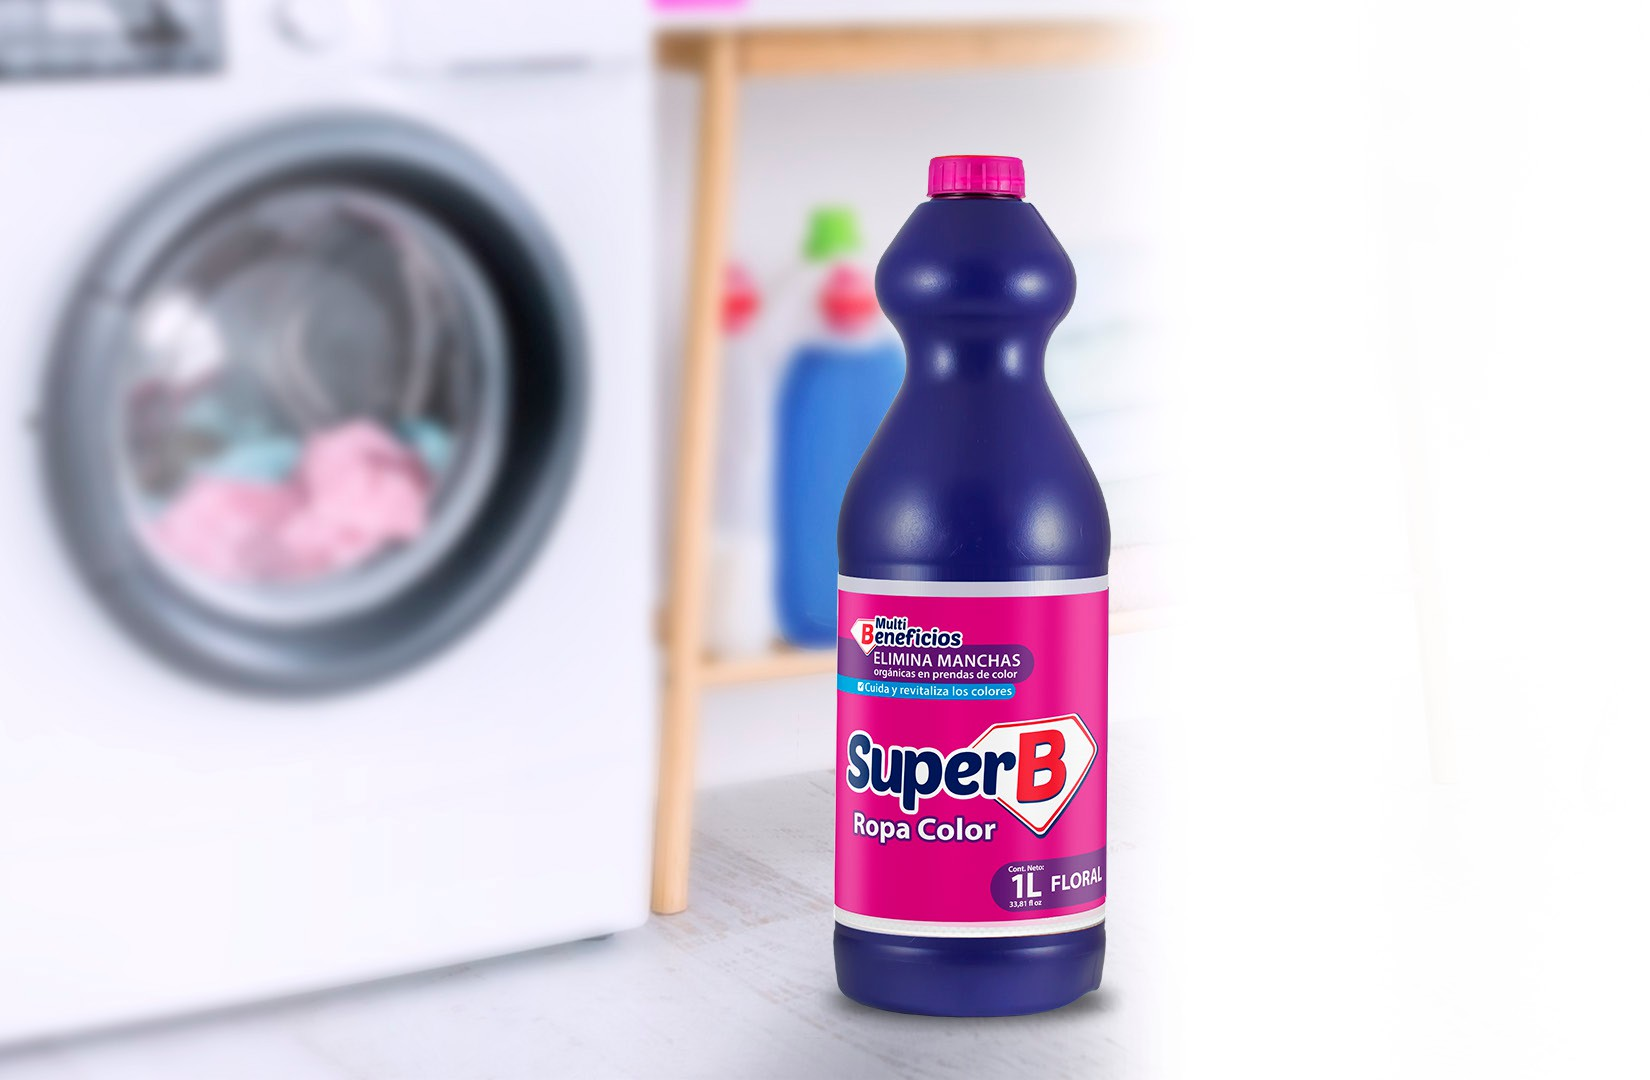 Multi
Beneficios
ELIMINA MANCHAS
orgánicas en prendas de color
Cuida y revitaliza los colores
SuperB
Ropa Color
Cont. Neto:
1L FLORAL
33,81 fl oz